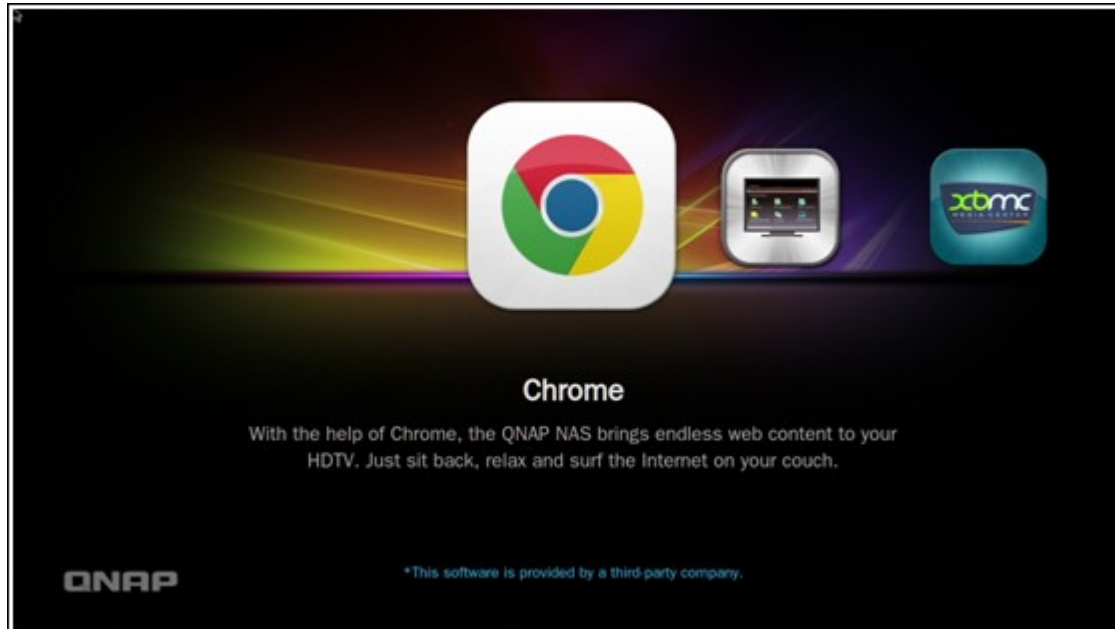 xbmc
MEDIA CENTER
Chrome
With the help of Chrome, the QNAP NAS brings endless web content to your
HDTV. Just sit back, relax and surf the Internet on your couch.
*This software is provided by a third-party company.
QNAP